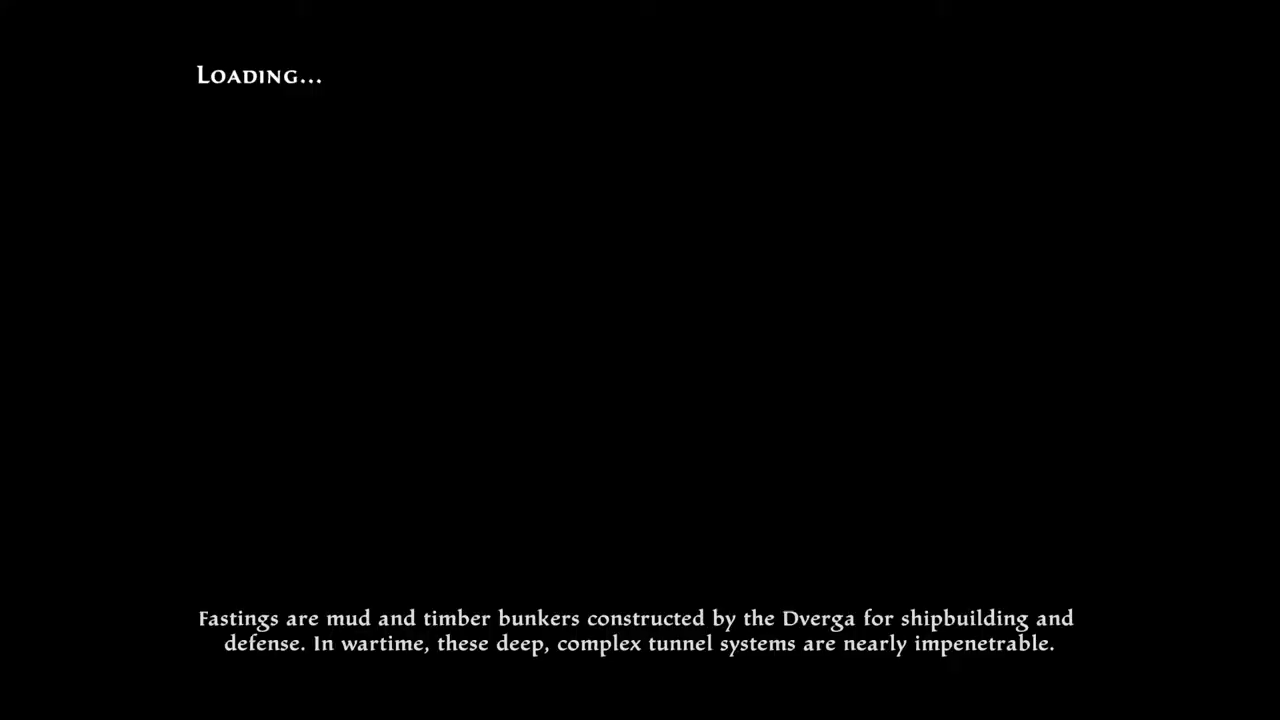 Loading...
Fastings are mud and timber bunkers constructed by the Dverga for shipbuilding and
defense. In wartime, these deep, complex tunnel systems are nearly impenetrable.